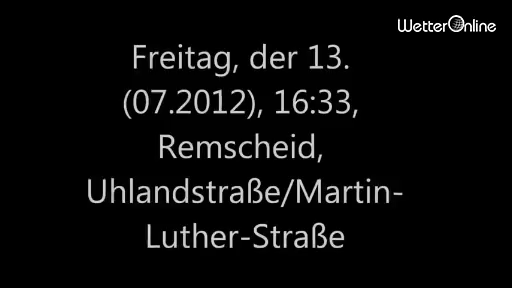 WetterOnline
Freitag, der 13.
(07.2012), 16:33,
Remscheid,
Uhlandstraße/Martin-
Luther-Straße